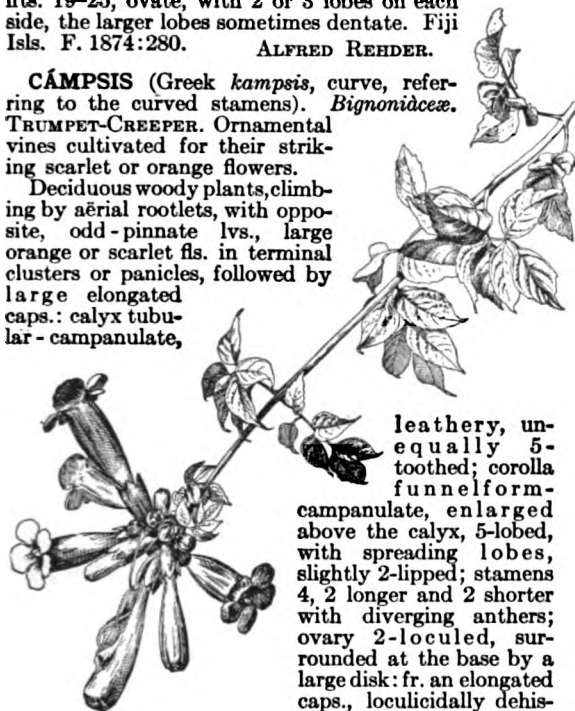 lfts. 19-25, ovate, with 2 or 3 lobes on each
side, the larger lobes sometimes dentate. Fiji
Isls. F. 1874:280. ALFRED REHDER.
CÁMPSIS (Greek kampsis, curve, refer-
ring to the curved stamens). Bignoniàceæ.
TRUMPET-CREEPER. Ornamental
vines cultivated for their strik-
ing scarlet or orange flowers.
Deciduous woody plants, climb-
ing by aërial rootlets, with oppo-
site, odd-pinnate lvs., large
orange or scarlet fls. in terminal
clusters or panicles, followed by
large elongated
caps.: calyx tubu-
lar-campanulate,
leathery, un-
equally 5-
toothed; corolla
funnelform-
campanulate, enlarged
above the calyx, 5-lobed,
with spreading lobes,
slightly 2-lipped; stamens
4, 2 longer and 2 shorter
with diverging anthers;
ovary 2-loculed, sur-
rounded at the base by a
large disk: fr. an elongated
caps., loculicidally dehis-